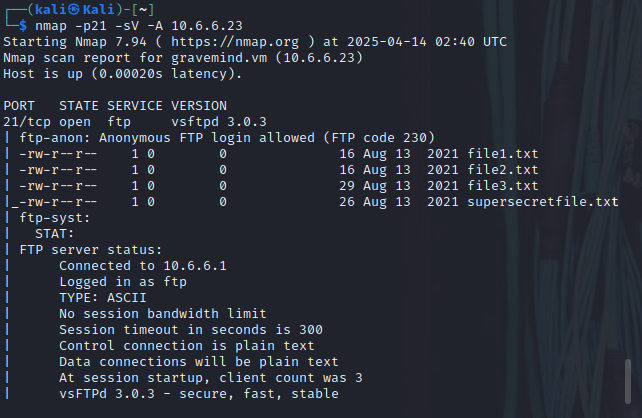 ┌──(kali㉿Kali)-[~]
└─$ nmap -p21 -sV -A 10.6.6.23
Starting Nmap 7.94 ( https://nmap.org ) at 2025-04-14 02:40 UTC
Nmap scan report for gravemind.vm (10.6.6.23)
Host is up (0.00020s latency).

PORT   STATE SERVICE VERSION
21/tcp open  ftp     vsftpd 3.0.3
| ftp-anon: Anonymous FTP login allowed (FTP code 230)
| -rw-r--r--    1 0        0              16 Aug 13  2021 file1.txt
| -rw-r--r--    1 0        0              16 Aug 13  2021 file2.txt
| -rw-r--r--    1 0        0              29 Aug 13  2021 file3.txt
|_-rw-r--r--    1 0        0              26 Aug 13  2021 supersecretfile.txt
| ftp-syst:
|   STAT:
| FTP server status:
|      Connected to 10.6.6.1
|      Logged in as ftp
|      TYPE: ASCII
|      No session bandwidth limit
|      Session timeout in seconds is 300
|      Control connection is plain text
|      Data connections will be plain text
|      At session startup, client count was 3
|      vsFTPd 3.0.3 - secure, fast, stable